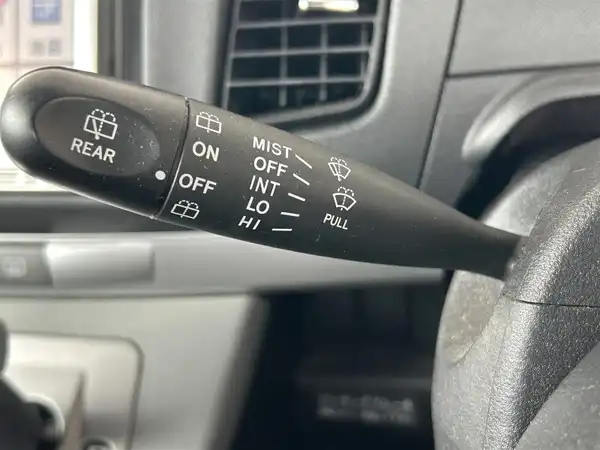 REAR
ON
OFF
MIST
OFF
INT
LO
HI
PULL